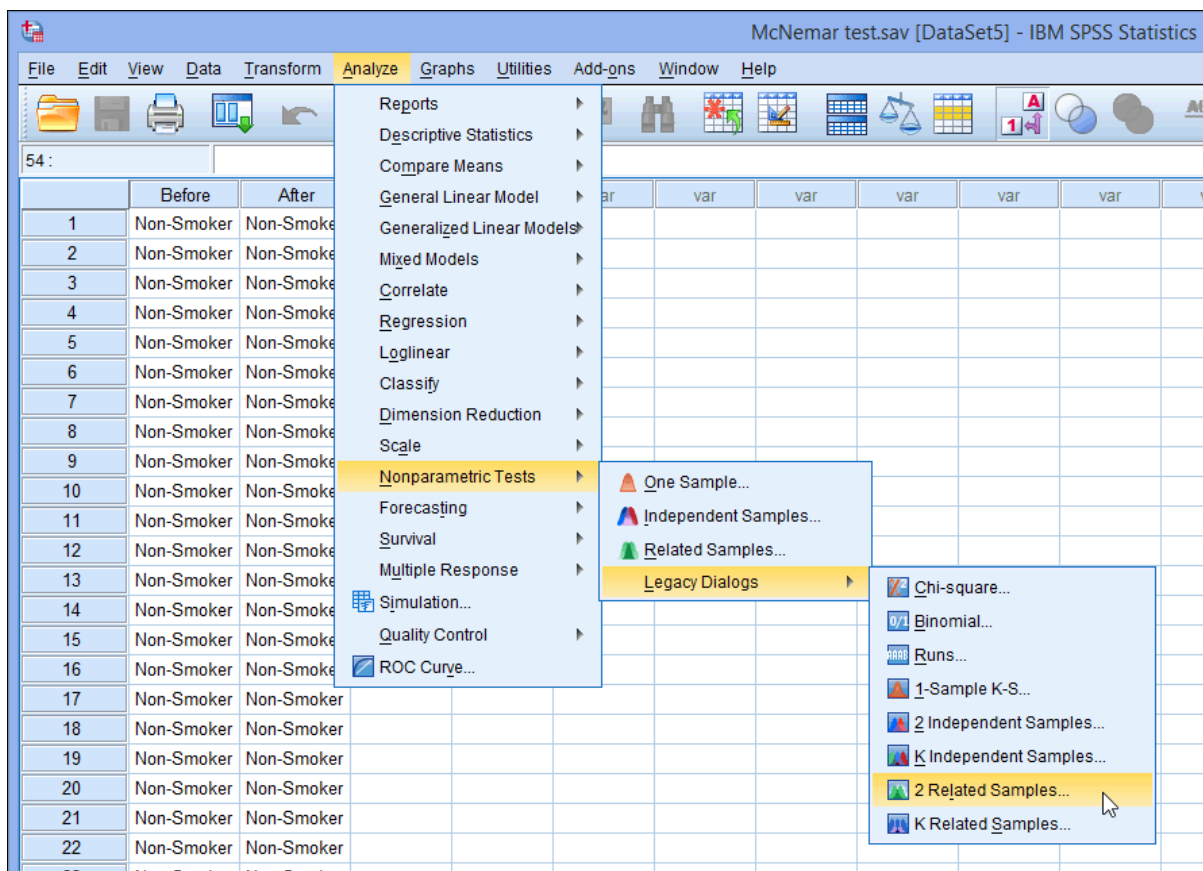 McNemar test.sav [DataSet5] - IBM SPSS Statistics
File Edit View Data Transform Analyze Graphs Utilities Add-ons Window Help
A
1
54 :
Before After var var var var var
1 Non-Smoker Non-Smoke
2 Non-Smoker Non-Smoke
3 Non-Smoker Non-Smoke
4 Non-Smoker Non-Smoke
5 Non-Smoker Non-Smoke
6 Non-Smoker Non-Smoke
7 Non-Smoker Non-Smoke
8 Non-Smoker Non-Smoke
9 Non-Smoker Non-Smoke
10 Non-Smoker Non-Smoke
11 Non-Smoker Non-Smoke
12 Non-Smoker Non-Smoke
13 Non-Smoker Non-Smoke
14 Non-Smoker Non-Smoke
15 Non-Smoker Non-Smoke
16 Non-Smoker Non-Smoke
17 Non-Smoker Non-Smoker
18 Non-Smoker Non-Smoker
19 Non-Smoker Non-Smoker
20 Non-Smoker Non-Smoker
21 Non-Smoker Non-Smoker
22 Non-Smoker Non-Smoker
Reports
Descriptive Statistics
Compare Means
General Linear Model
Generalized Linear Models
Mixed Models
Correlate
Regression
Loglinear
Classify
Dimension Reduction
Scale
Nonparametric Tests
Forecasting
Survival
Multiple Response
Simulation...
Quality Control
ROC Curve...
One Sample...
Independent Samples...
Related Samples...
Legacy Dialogs
Chi-square...
0/1 Binomial...
AAAB Runs...
1-Sample K-S...
2 Independent Samples...
K Independent Samples...
2 Related Samples...
K Related Samples...